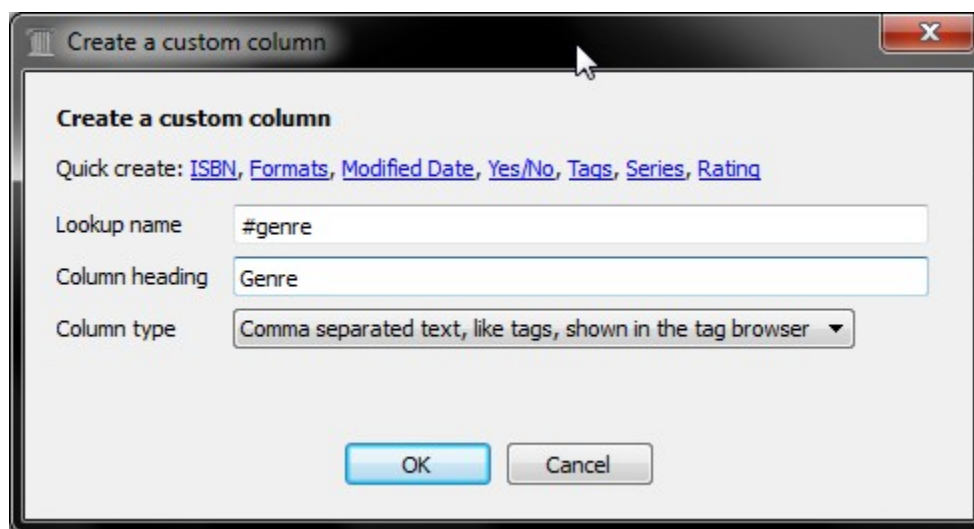 Create a custom column
Create a custom column
Quick create: ISBN, Formats, Modified Date, Yes/No, Tags, Series, Rating
Lookup name #genre
Column heading Genre
Column type Comma separated text, like tags, shown in the tag browser
OK Cancel